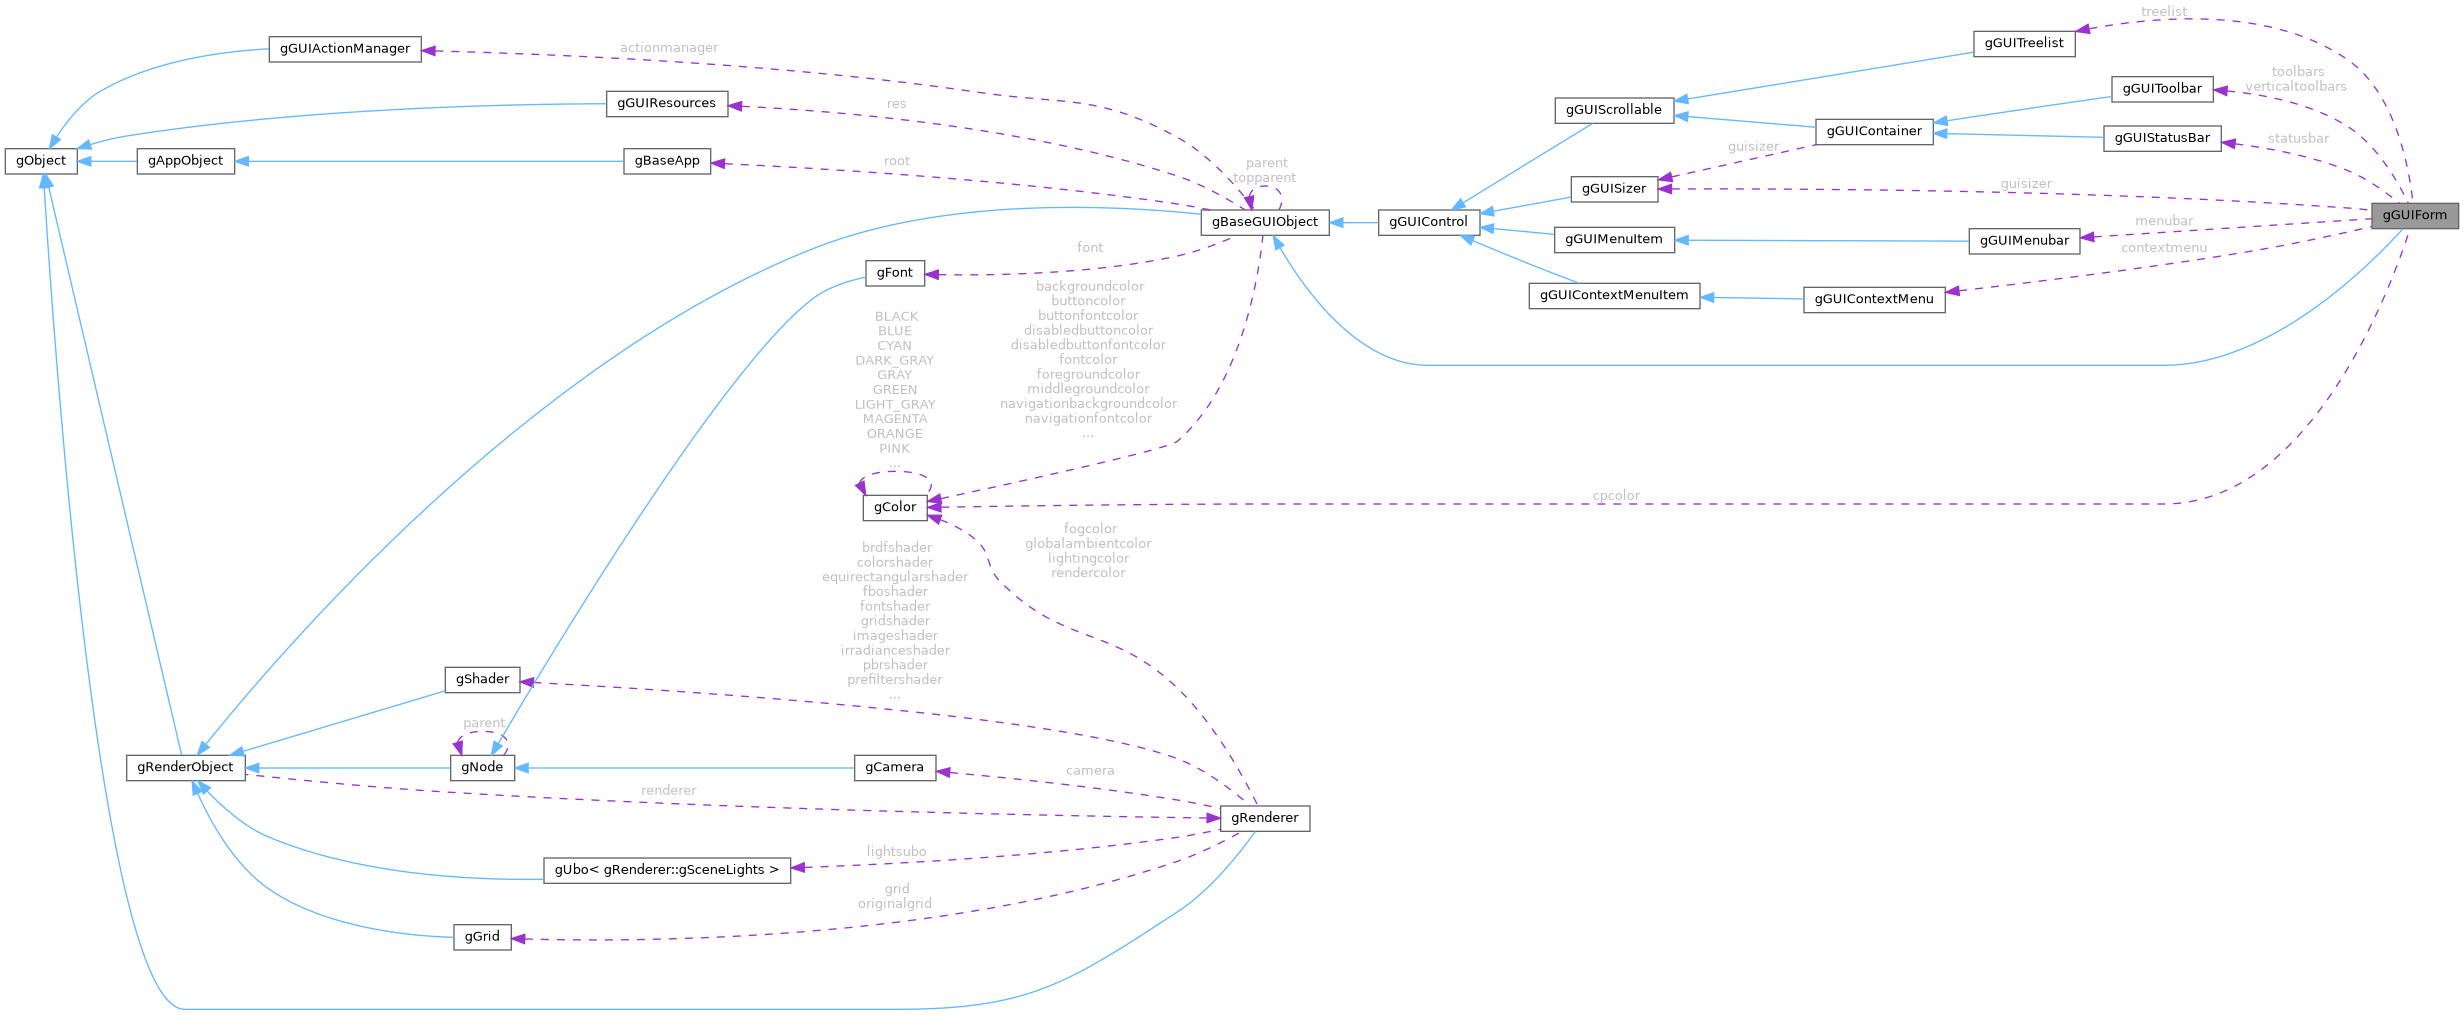 treelist
gGUIActionManager
actionmanager
gGUITreelist
toolbars
verticaltoolbars
gGUIToolbar
gGUIResources
res
gGUIScrollable
gGUIContainer
gGUIStatusBar
statusbar
guisizer
gObject
gAppObject
gBaseApp
root
parent
topparent
gGUISizer
guisizer
gBaseGUIObject
gGUIControl
gGUIForm
menubar
gGUIMenuItem
gGUIMenubar
contextmenu
font
gFont
gGUIContextMenuItem
gGUIContextMenu
backgroundcolor
buttoncolor
buttonfontcolor
disabledbuttoncolor
disabledbuttonfontcolor
fontcolor
foregroundcolor
middlegroundcolor
navigationbackgroundcolor
navigationfontcolor
...
BLACK
BLUE
CYAN
DARK_GRAY
GRAY
GREEN
LIGHT_GRAY
MAGENTA
ORANGE
PINK
...
gColor
cpcolor
fogcolor
globalambientcolor
lightingcolor
rendercolor
brdfshader
colorshader
equirectangularshader
fboshader
fontshader
gridshader
imageshader
irradianceshader
pbrshader
prefiltershader
...
gShader
parent
gRenderObject
gNode
gCamera
camera
renderer
gRenderer
lightsubo
gUbo< gRenderer::gSceneLights >
grid
originalgrid
gGrid